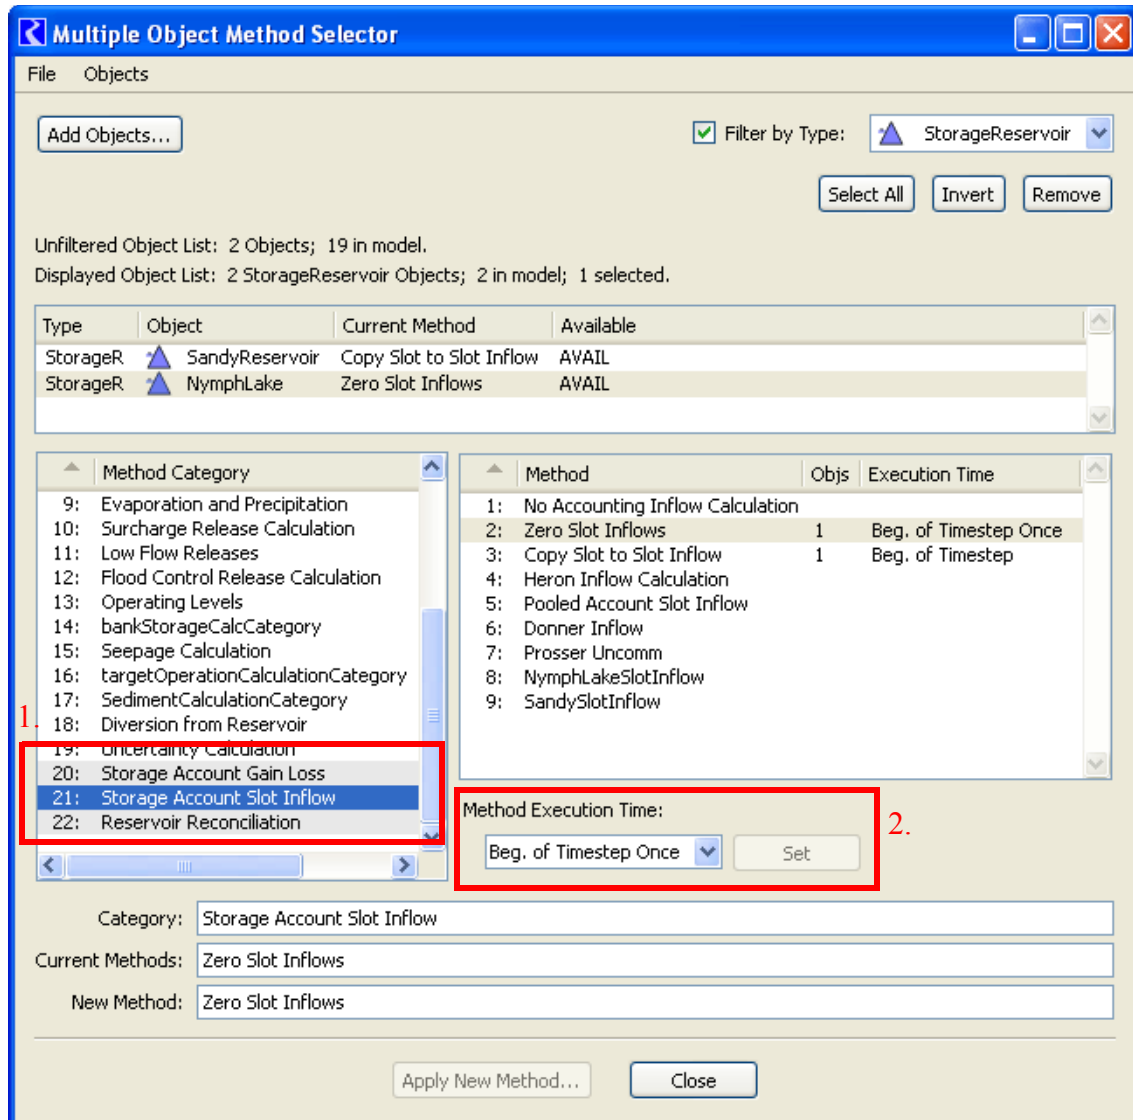 Multiple Object Method Selector
File Objects
Add Objects... Filter by Type: StorageReservoir
Select All Invert Remove
Unfiltered Object List: 2 Objects; 19 in model.
Displayed Object List: 2 StorageReservoir Objects; 2 in model; 1 selected.
Type Object Current Method Available
StorageR SandyReservoir Copy Slot to Slot Inflow AVAIL
StorageR NymphLake Zero Slot Inflows AVAIL
Method Category
9: Evaporation and Precipitation
10: Surcharge Release Calculation
11: Low Flow Releases
12: Flood Control Release Calculation
13: Operating Levels
14: bankStorageCalcCategory
15: Seepage Calculation
16: targetOperationCalculationCategory
17: SedimentCalculationCategory
1.
18: Diversion from Reservoir
19: Uncertainty Calculation
20: Storage Account Gain Loss
21: Storage Account Slot Inflow
22: Reservoir Reconciliation
Method Objs Execution Time
1: No Accounting Inflow Calculation
2: Zero Slot Inflows 1 Beg. of Timestep Once
3: Copy Slot to Slot Inflow 1 Beg. of Timestep
4: Heron Inflow Calculation
5: Pooled Account Slot Inflow
6: Donner Inflow
7: Prosser Uncomm
8: NymphLakeSlotInflow
9: SandySlotInflow
Method Execution Time:
2.
Beg. of Timestep Once Set
Category: Storage Account Slot Inflow
Current Methods: Zero Slot Inflows
New Method: Zero Slot Inflows
Apply New Method... Close